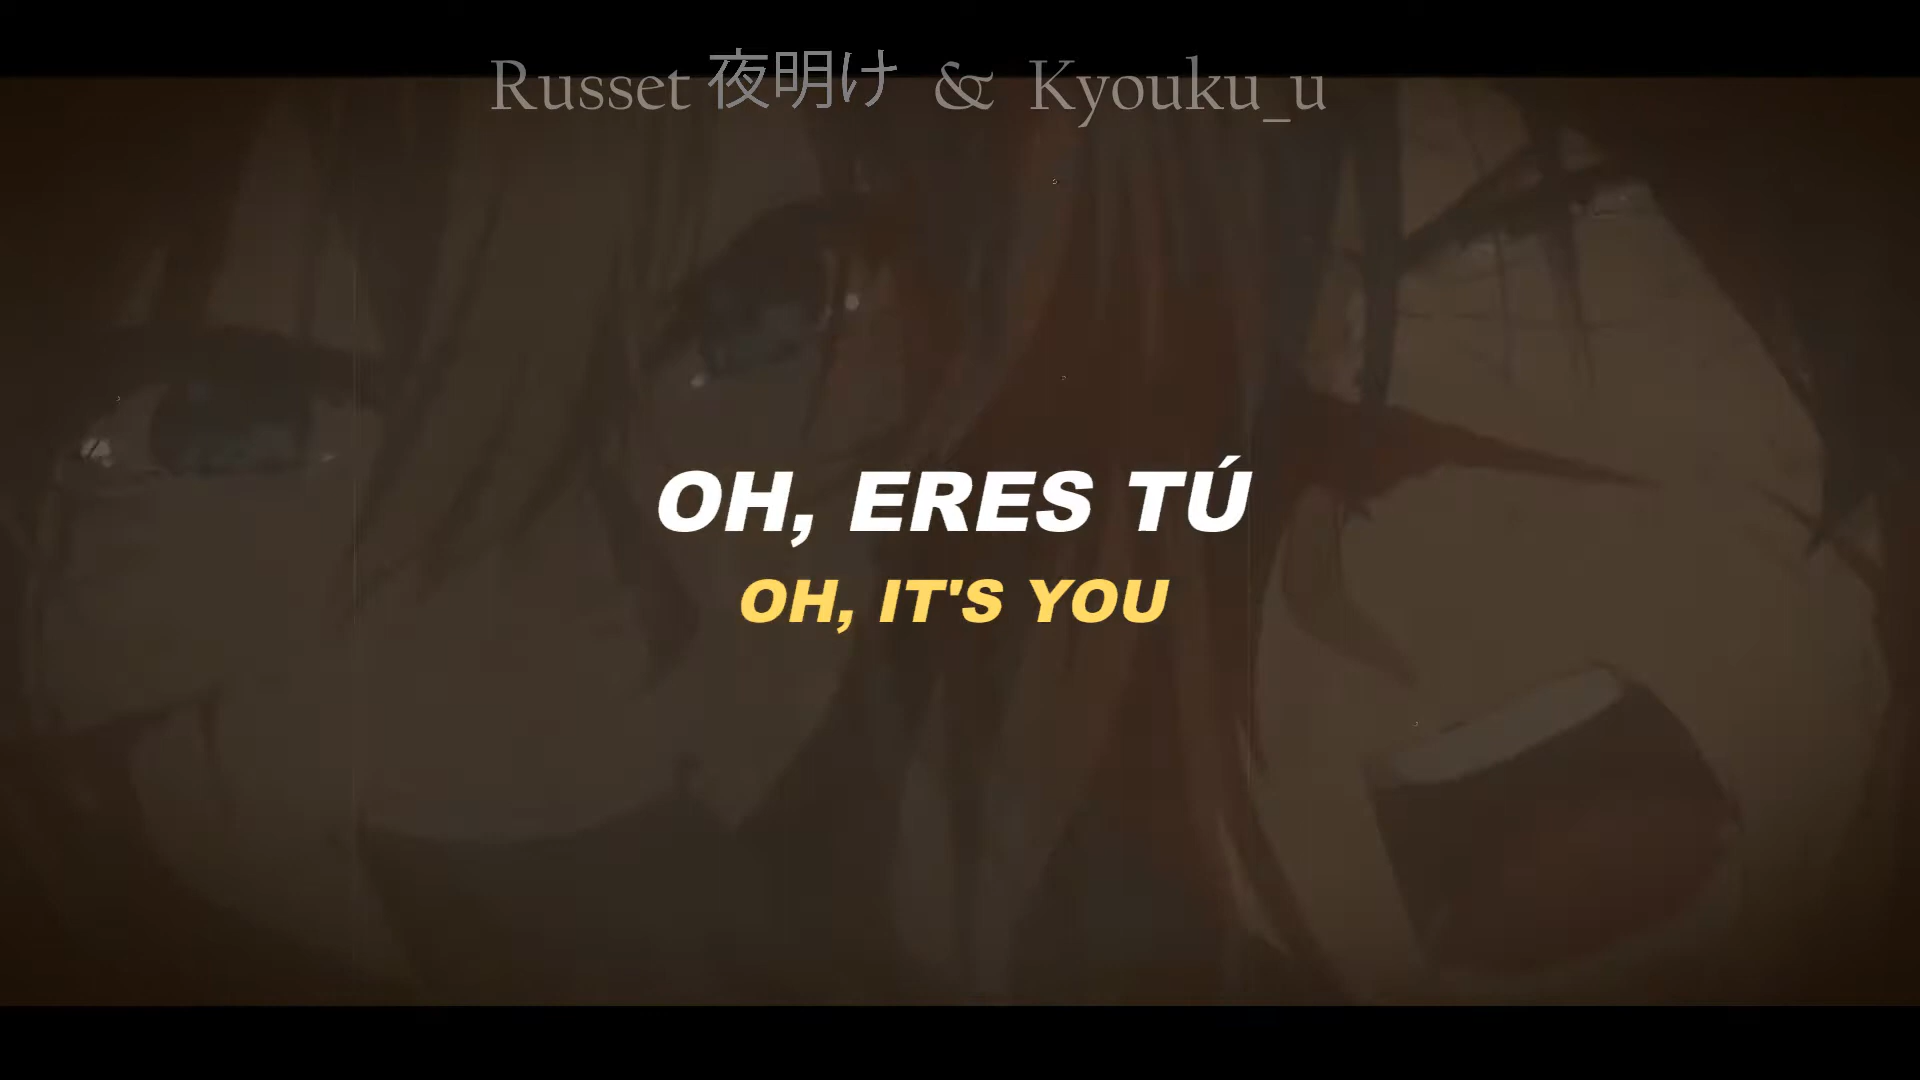 Russet 夜明け & Kyouku_u
OH, ERES TÚ
OH, IT'S YOU